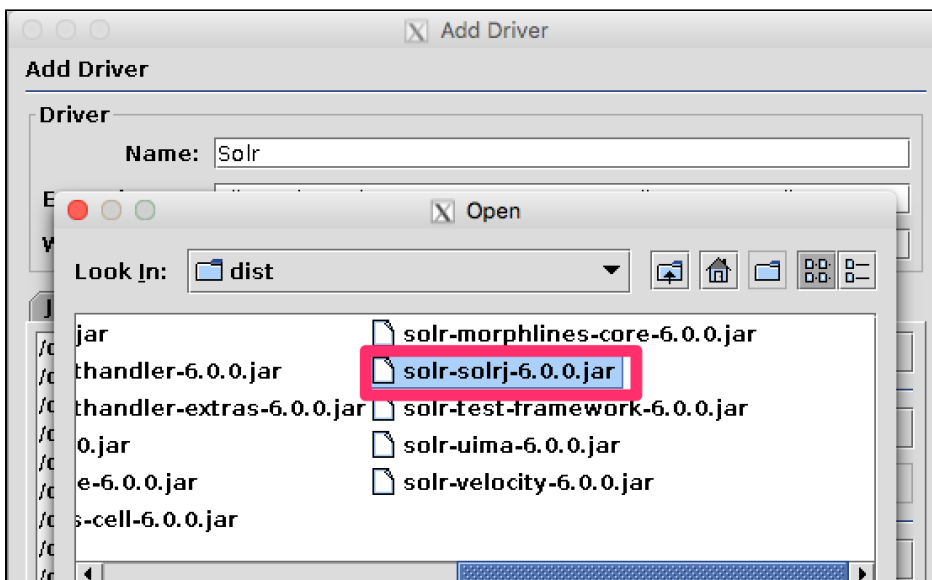 Add Driver
Add Driver
Driver
Name: Solr
Open
Look In: dist
jar
thandler-6.0.0.jar
thandler-extras-6.0.0.jar
0.jar
e-6.0.0.jar
s-cell-6.0.0.jar
solr-morphlines-core-6.0.0.jar
solr-solrj-6.0.0.jar
solr-test-framework-6.0.0.jar
solr-uima-6.0.0.jar
solr-velocity-6.0.0.jar